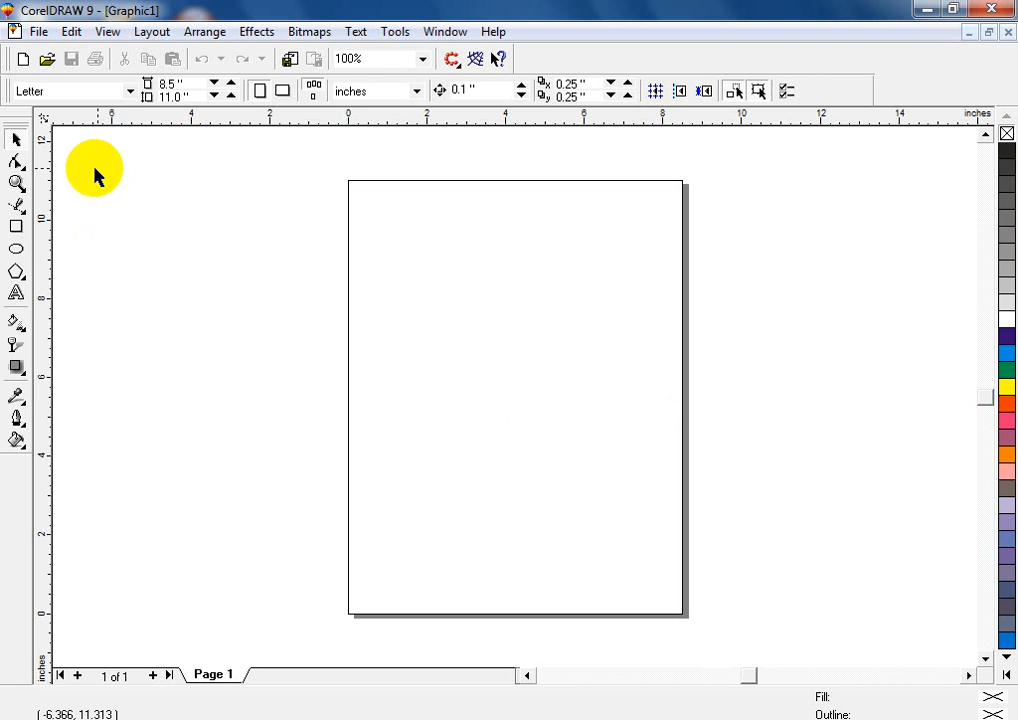 CorelDRAW 9 - [Graphic1]
File Edit View Layout Arrange Effects Bitmaps Text Tools Window Help
100%
Letter 8.5 " 11.0 " inches 0.1 " x 0.25 " y 0.25 "
6 4 2 0 2 4 6 8 10 12 14 inches
12
10
8
6
4
2
0
inches
1 of 1 Page 1
Fill:
( -6.366, 11.313 ) Outline: